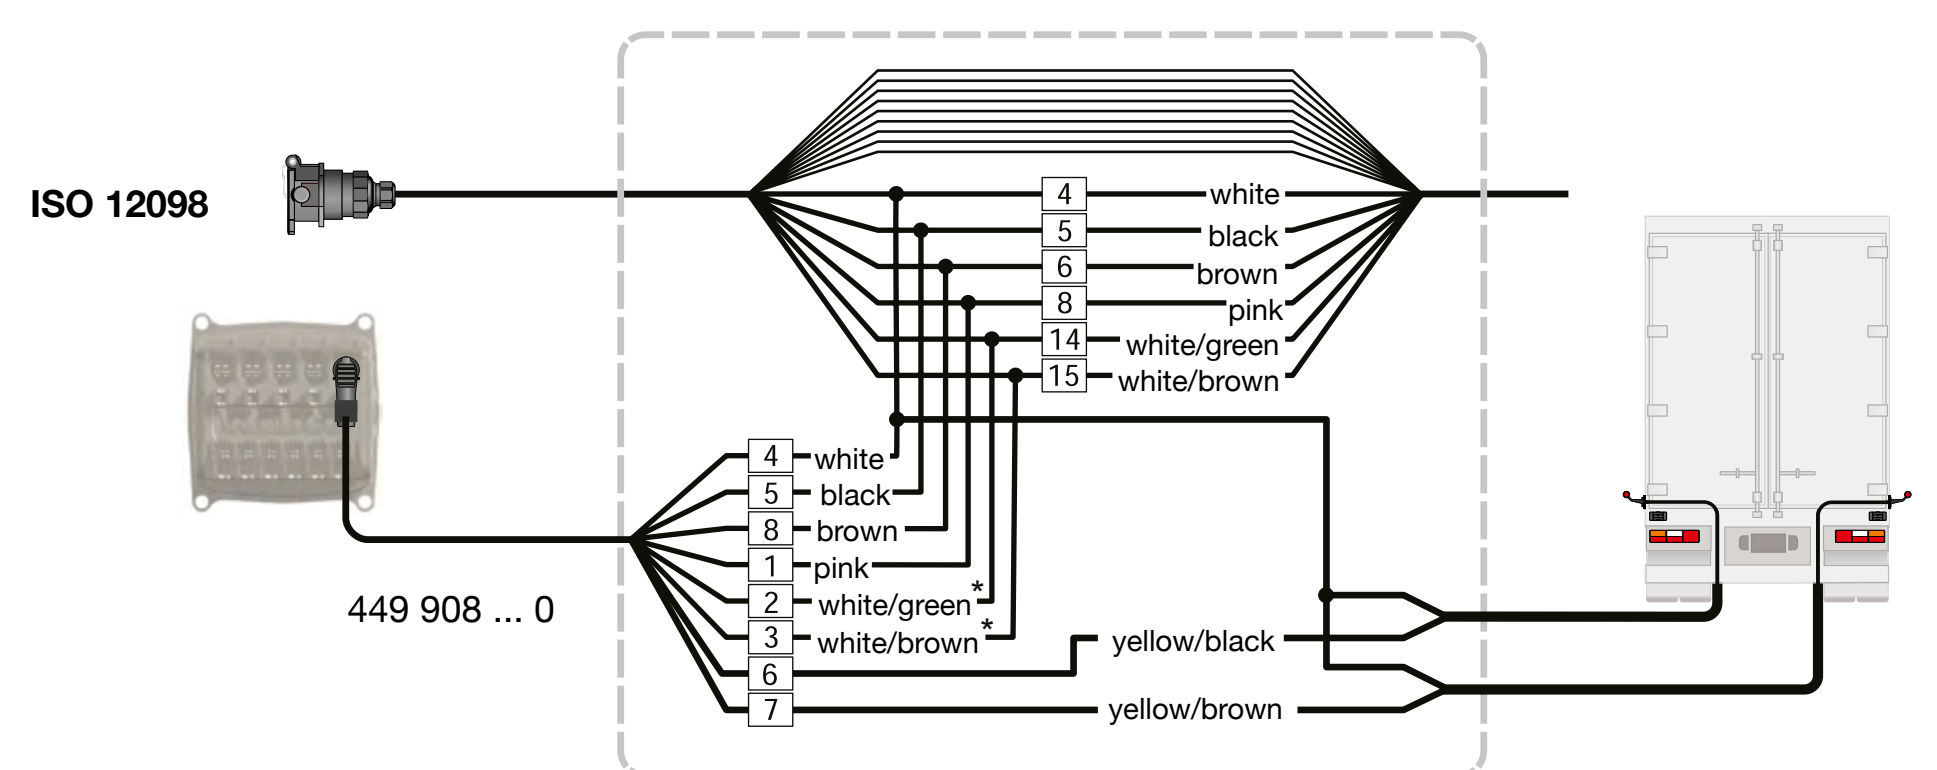 ISO 12098
4 white
5 black
6 brown
8 pink
14 white/green
15 white/brown
4 white
5 black
8 brown
1 pink
2 white/green*
3 white/brown*
6 yellow/black
7 yellow/brown
449 908 ... 0